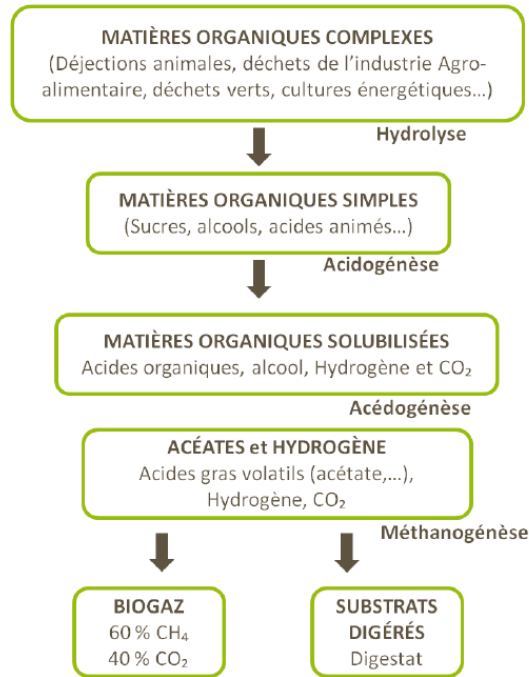 MATIÈRES ORGANIQUES COMPLEXES
(Déjections animales, déchets de l'industrie Agro-
alimentaire, déchets verts, cultures énergétiques...)
Hydrolyse
MATIÈRES ORGANIQUES SIMPLES
(Sucres, alcools, acides animés...)
Acidogénèse
MATIÈRES ORGANIQUES SOLUBILISÉES
Acides organiques, alcool, Hydrogène et CO₂
Acédogénèse
ACÉATES et HYDROGÈNE
Acides gras volatils (acétate,...),
Hydrogène, CO₂
Méthanogénèse
BIOGAZ
60 % CH₄
40 % CO₂
SUBSTRATS
DIGÉRÉS
Digestat